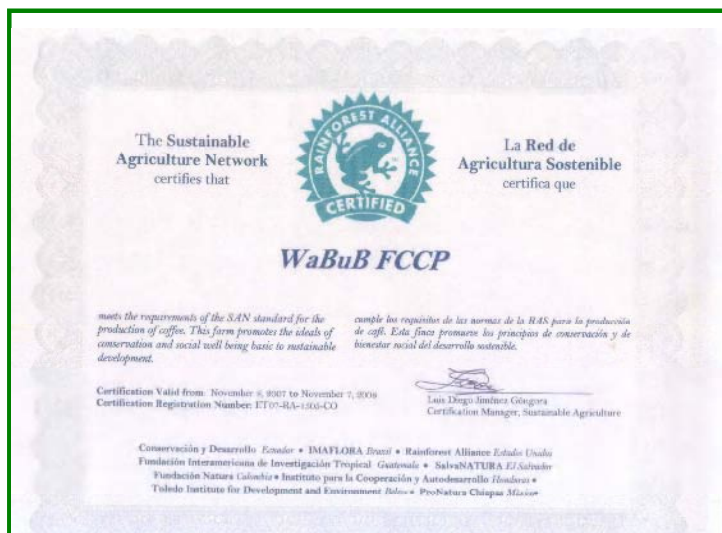 The Sustainable
Agriculture Network
certifies that
RAINFOREST ALLIANCE
CERTIFIED
TM
La Red de
Agricultura Sostenible
certifica que
WaBuB FCCP
meets the requirements of the SAN standard for the
production of coffee. This farm promotes the ideals of
conservation and social well being basic to sustainable
development.
cumple los requisitos de las normas de la RAS para la producción
de café. Esta finca promueve los principios de conservación y de
bienestar social del desarrollo sostenible.
Certification Valid from: November 8, 2007 to November 7, 2008
Certification Registration Number:
Luis Diego Jiménez Góngora
Certification Manager, Sustainable Agriculture
Conservación y Desarrollo Ecuador • IMAFLORA Brazil • Rainforest Alliance Estados Unidos
Fundación Interamericana de Investigación Tropical Guatemala • SalvaNATURA El Salvador
Fundación Natura Colombia • Instituto para la Cooperación y Autodesarrollo Honduras •
Toledo Institute for Development and Environment Belize • ProNatura Chiapas México•